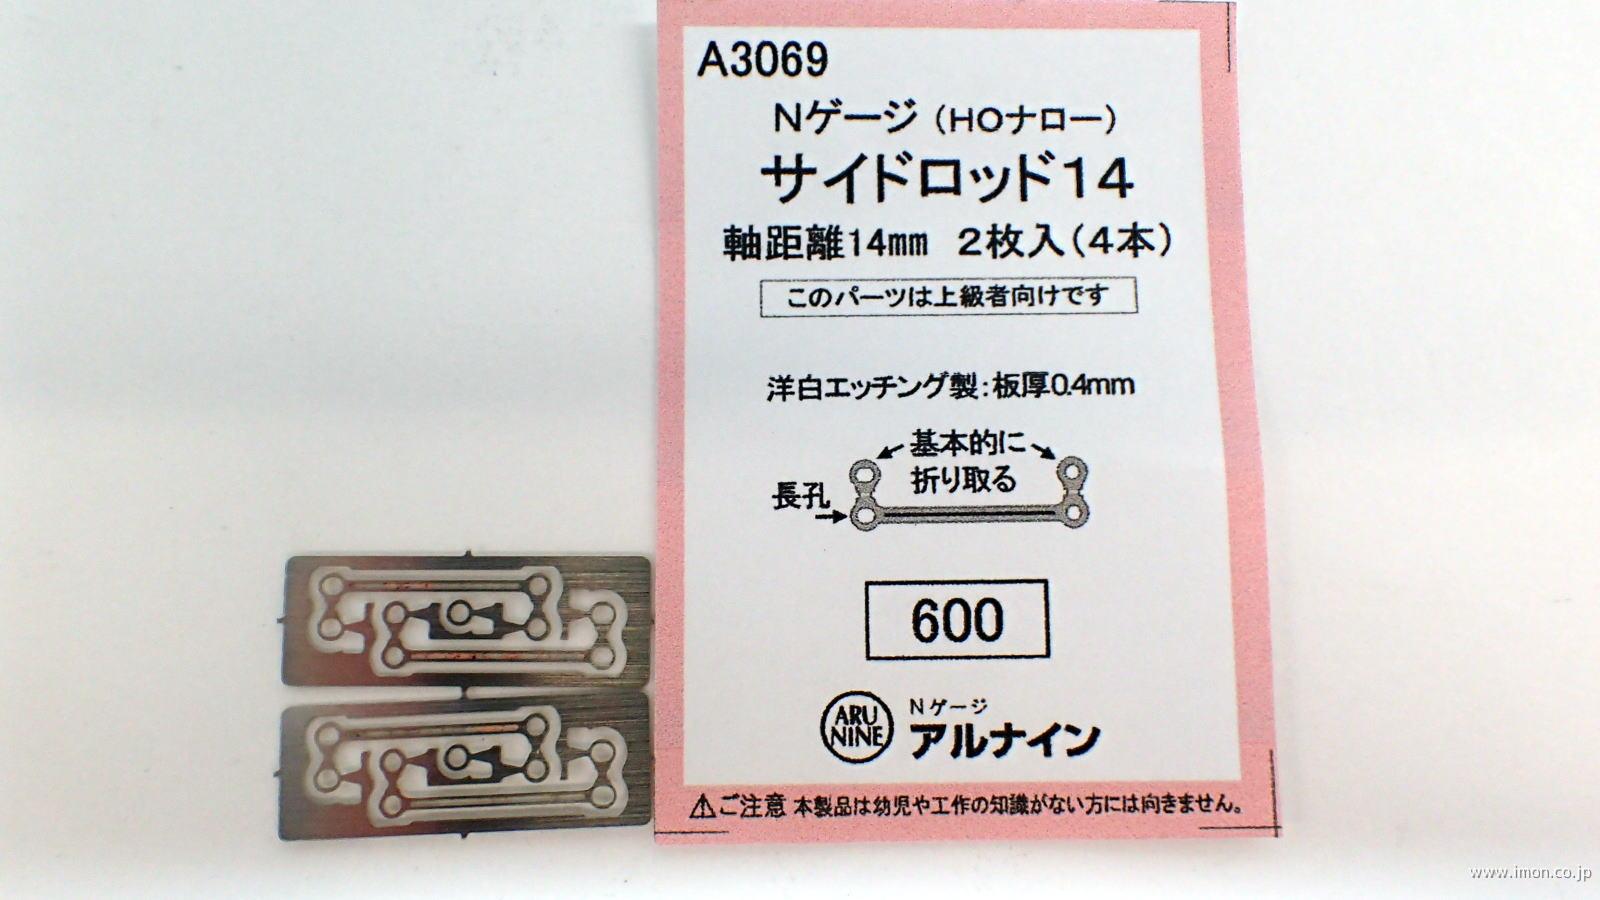 A3069
Nゲージ（HOナロー）
サイドロッド14
軸距離14mm 2枚入（4本）
このパーツは上級者向けです
洋白エッチング製：板厚0.4mm
基本的に
折り取る
長孔
600
ARU
NINE
Nゲージ
アルナイン
⚠ご注意 本製品は幼児や工作の知識がない方には向きません。
www.imon.co.jp